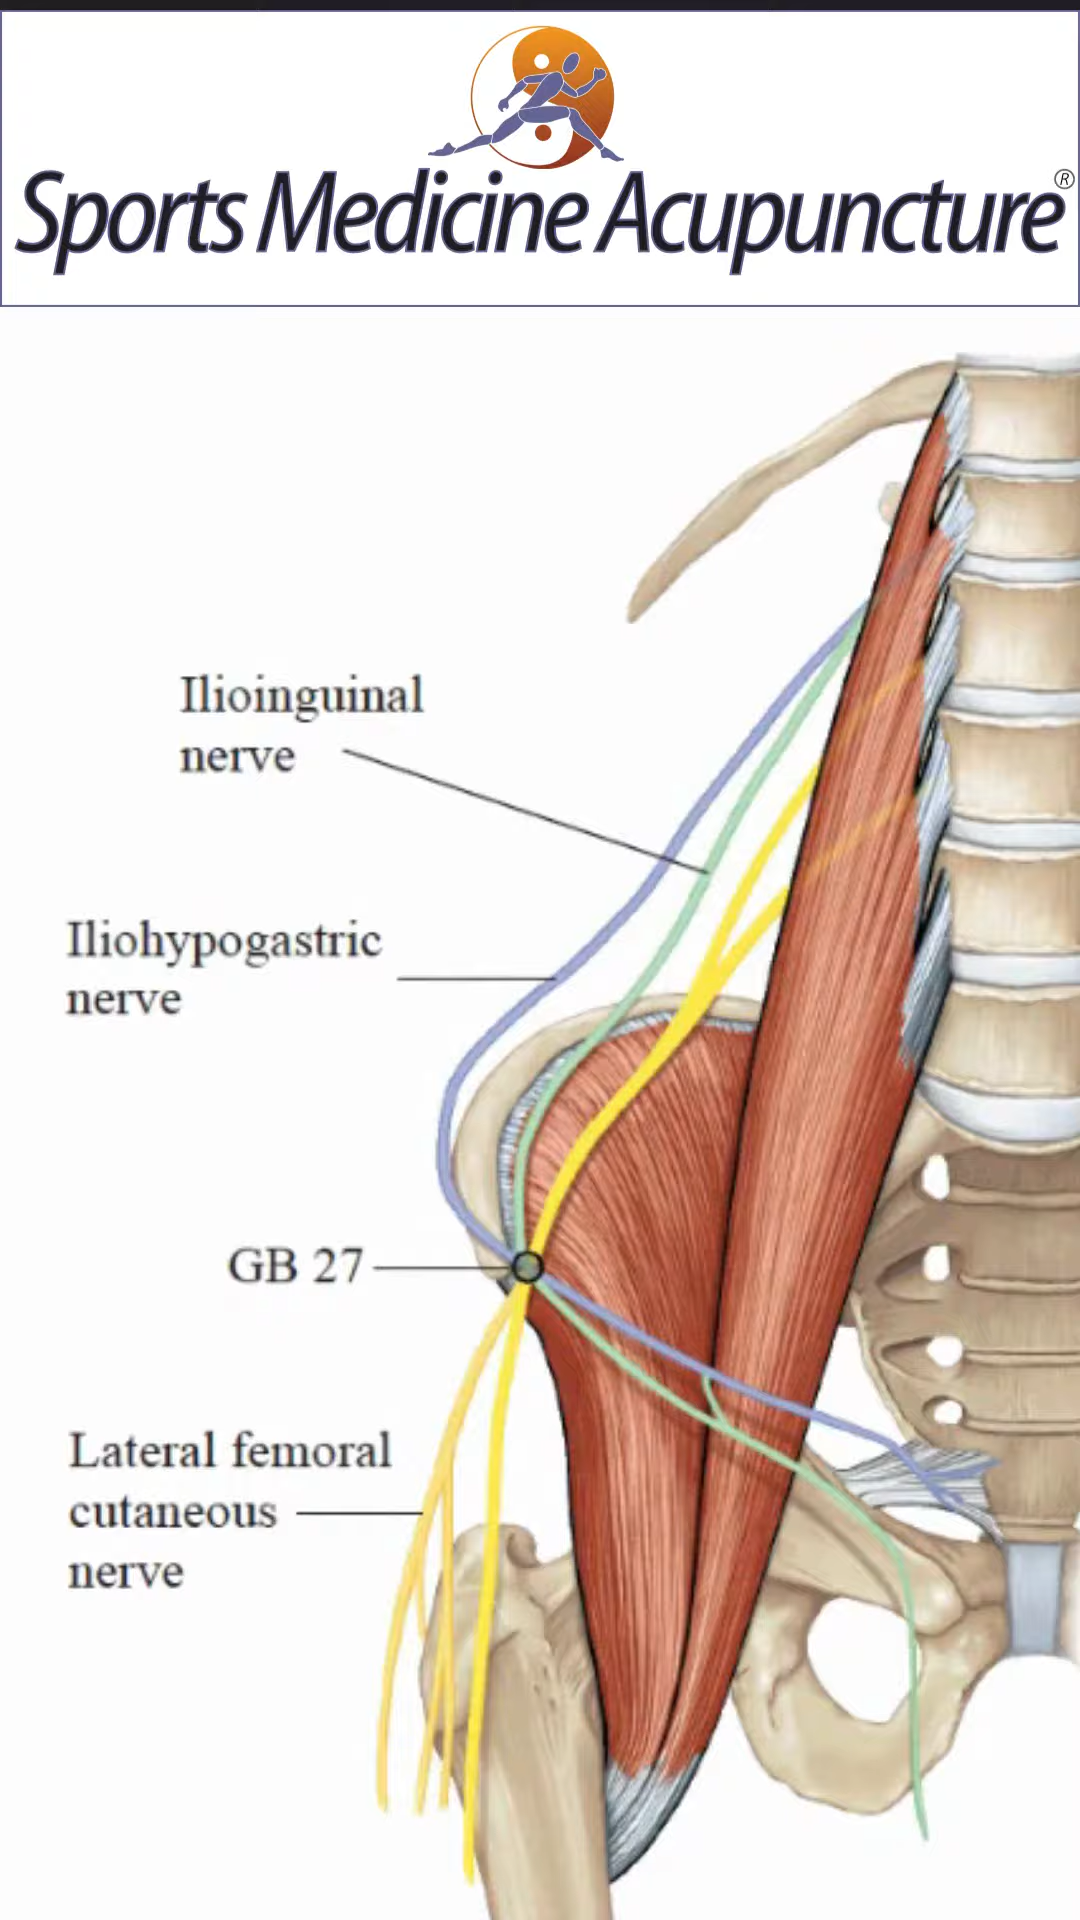 Sports Medicine Acupuncture®
Ilioinguinal
nerve
Iliohypogastric
nerve
GB 27
Lateral femoral
cutaneous
nerve